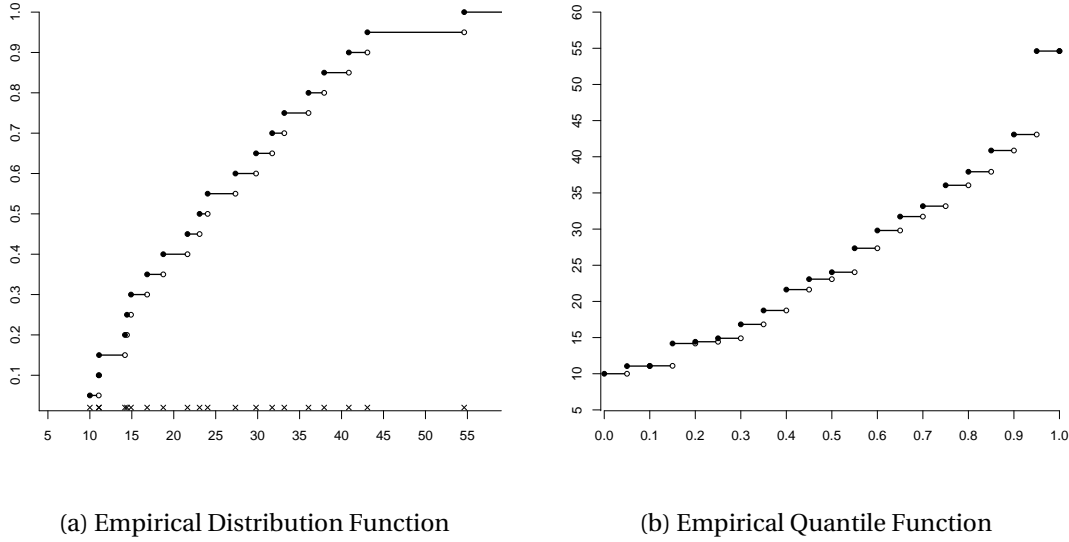 0.1 0.2 0.3 0.4 0.5 0.6 0.7 0.8 0.9 1.0
5 10 15 20 25 30 35 40 45 50 55
(a) Empirical Distribution Function
5 10 15 20 25 30 35 40 45 50 55 60
0.0 0.1 0.2 0.3 0.4 0.5 0.6 0.7 0.8 0.9 1.0
(b) Empirical Quantile Function